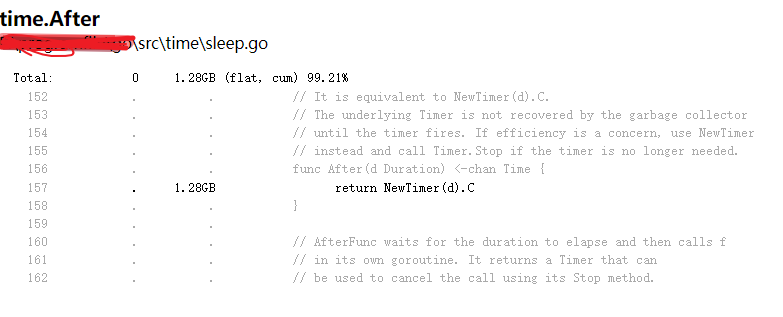 time.After
\src\time\sleep.go
Total: 0 1.28GB (flat, cum) 99.21%
152 . . // It is equivalent to NewTimer(d).C.
153 . . // The underlying Timer is not recovered by the garbage collector
154 . . // until the timer fires. If efficiency is a concern, use NewTimer
155 . . // instead and call Timer.Stop if the timer is no longer needed.
156 . . func After(d Duration) <-chan Time {
157 . 1.28GB return NewTimer(d).C
158 . . }
159 . .
160 . . // AfterFunc waits for the duration to elapse and then calls f
161 . . // in its own goroutine. It returns a Timer that can
162 . . // be used to cancel the call using its Stop method.